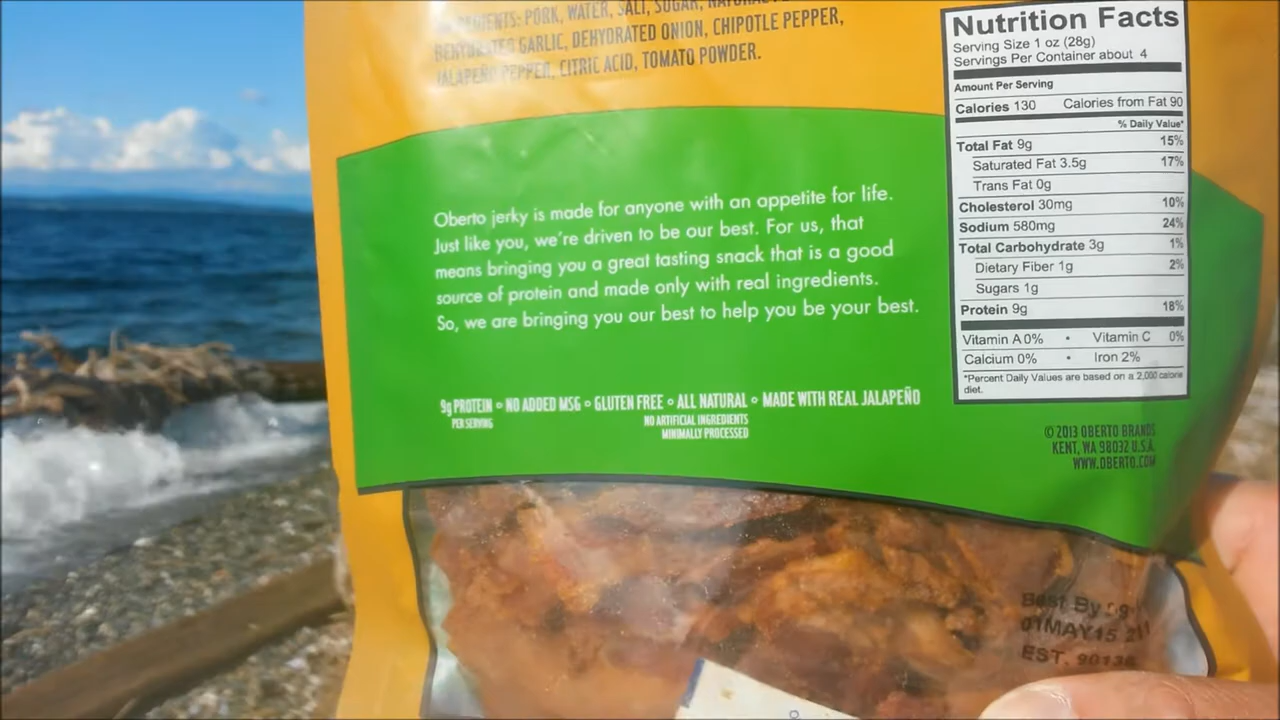 INGREDIENTS: PORK, WATER, SALT, SUGAR,
DEHYDRATED GARLIC, DEHYDRATED ONION, CHIPOTLE PEPPER,
JALAPEÑO PEPPER, CITRIC ACID, TOMATO POWDER.
Oberto jerky is made for anyone with an appetite for life.
Just like you, we're driven to be our best. For us, that
means bringing you a great tasting snack that is a good
source of protein and made only with real ingredients.
So, we are bringing you our best to help you be your best.
9g PROTEIN • NO ADDED MSG • GLUTEN FREE • ALL NATURAL • MADE WITH REAL JALAPEÑO
PER SERVING NO ARTIFICIAL INGREDIENTS
MINIMALLY PROCESSED
Nutrition Facts
Serving Size 1 oz (28g)
Servings Per Container about 4
Amount Per Serving
Calories 130 Calories from Fat 90
% Daily Value*
Total Fat 9g 15%
Saturated Fat 3.5g 17%
Trans Fat 0g
Cholesterol 30mg 10%
Sodium 580mg 24%
Total Carbohydrate 3g 1%
Dietary Fiber 1g 2%
Sugars 1g
Protein 9g 18%
Vitamin A 0% • Vitamin C 0%
Calcium 0% • Iron 2%
*Percent Daily Values are based on a 2,000 calorie
diet.
© 2013 OBERTO BRANDS
KENT, WA 98032 U.S.A.
WWW.OBERTO.COM
Best By
01MAY15
EST.